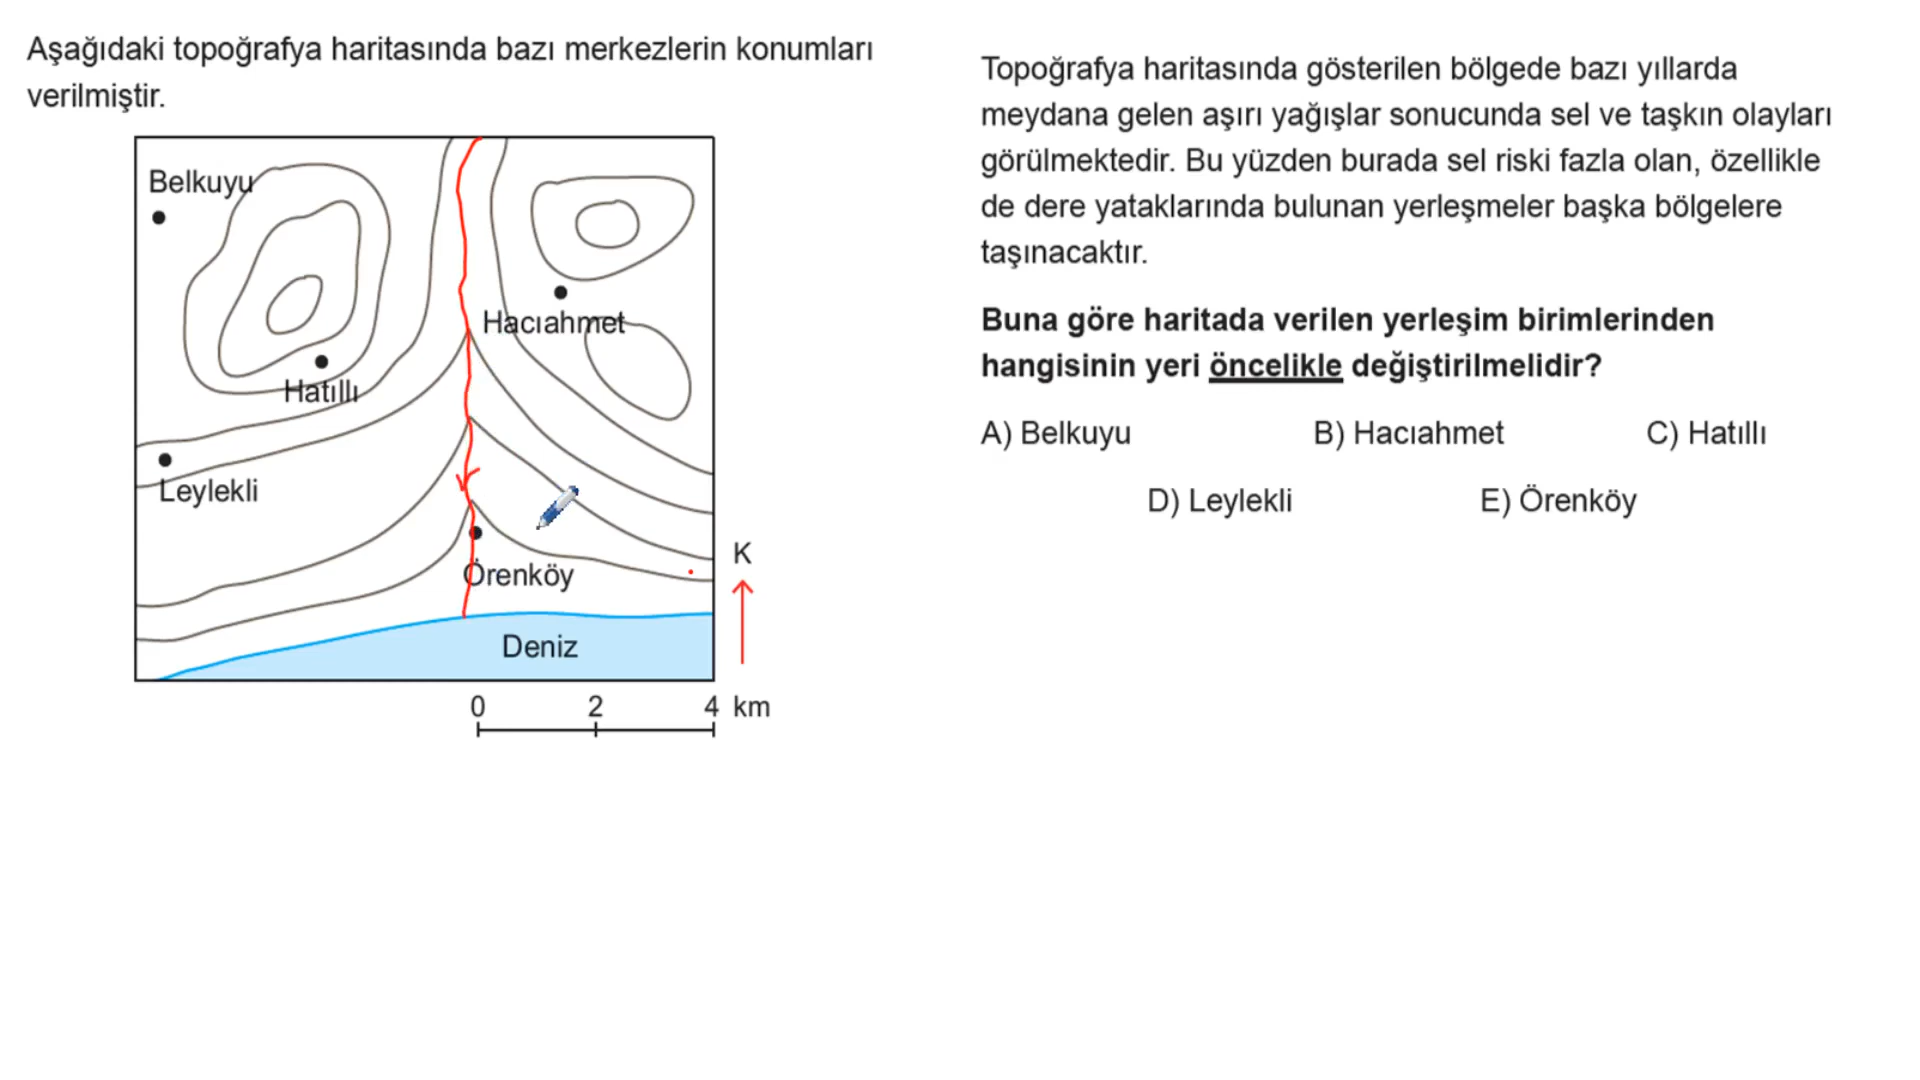 Aşağıdaki topoğrafya haritasında bazı merkezlerin konumları
verilmiştir.
Belkuyu
Hacıahmet
Hatıllı
Leylekli
Örenköy
Deniz
K
0 2 4 km
Topoğrafya haritasında gösterilen bölgede bazı yıllarda
meydana gelen aşırı yağışlar sonucunda sel ve taşkın olayları
görülmektedir. Bu yüzden burada sel riski fazla olan, özellikle
de dere yataklarında bulunan yerleşmeler başka bölgelere
taşınacaktır.
Buna göre haritada verilen yerleşim birimlerinden
hangisinin yeri öncelikle değiştirilmelidir?
A) Belkuyu B) Hacıahmet C) Hatıllı
D) Leylekli E) Örenköy